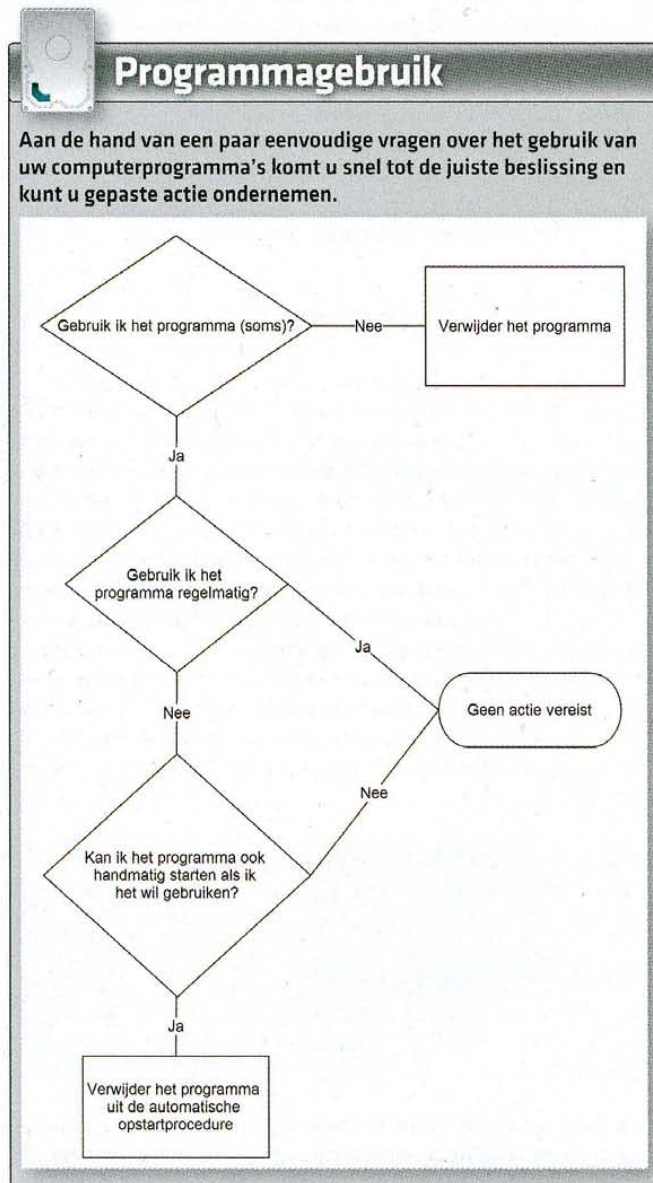 Programmagebruik
Aan de hand van een paar eenvoudige vragen over het gebruik van
uw computerprogramma's komt u snel tot de juiste beslissing en
kunt u gepaste actie ondernemen.
Gebruik ik het programma (soms)?
Nee
Verwijder het programma
Ja
Gebruik ik het
programma regelmatig?
Ja
Geen actie vereist
Nee
Nee
Kan ik het programma ook
handmatig starten als ik
het wil gebruiken?
Ja
Verwijder het programma
uit de automatische
opstartprocedure